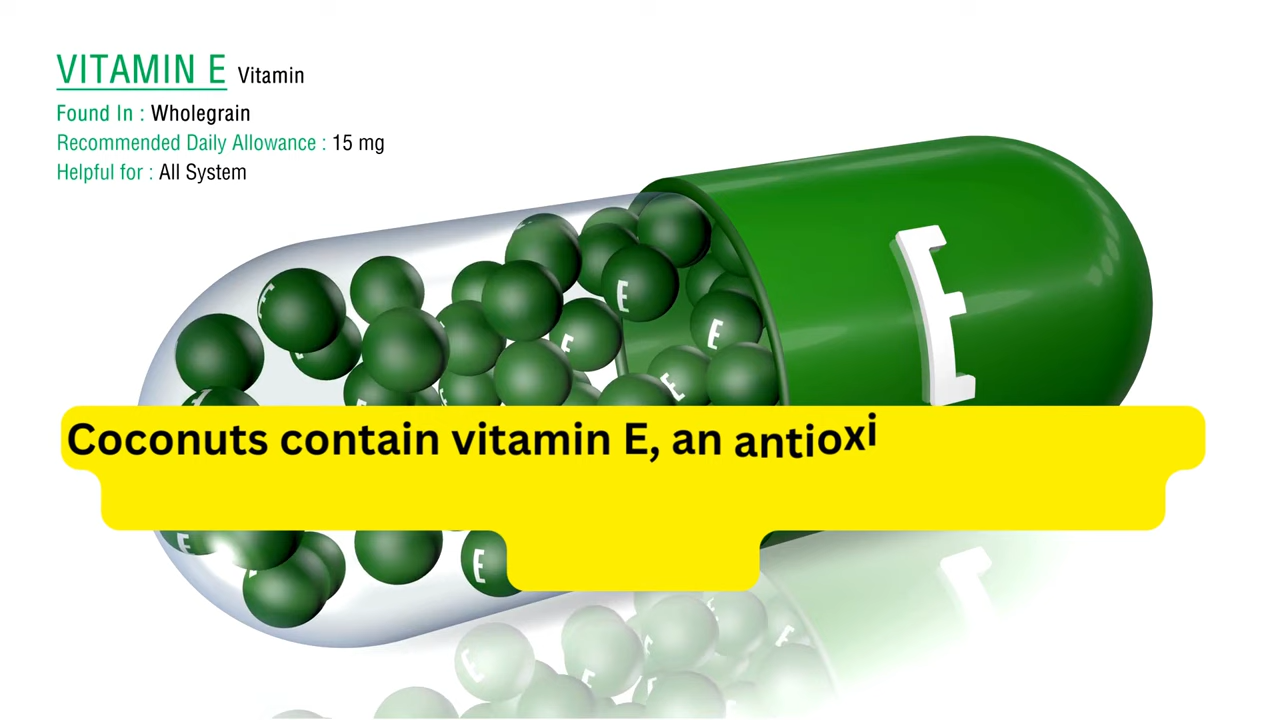 VITAMIN E Vitamin
Found In : Wholegrain
Recommended Daily Allowance : 15 mg
Helpful for : All System
E
Coconuts contain vitamin E, an antioxi